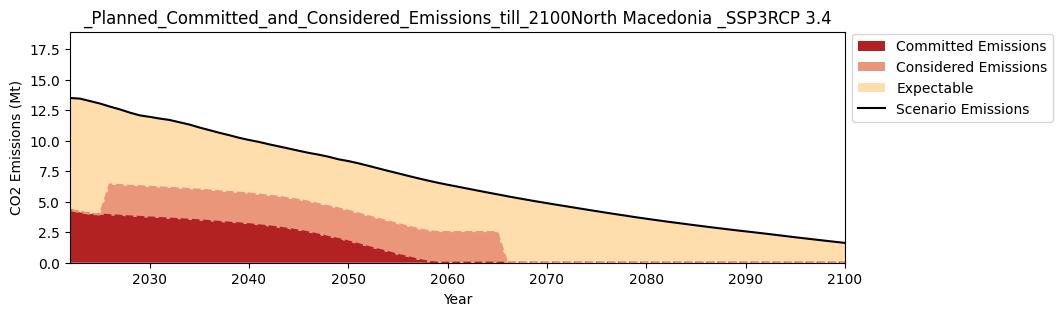 _Planned_Committed_and_Considered_Emissions_till_2100North Macedonia _SSP3RCP 3.4
17.5
15.0
12.5
10.0
7.5
5.0
2.5
0.0
CO2 Emissions (Mt)
2030 2040 2050 2060 2070 2080 2090 2100
Year
Committed Emissions
Considered Emissions
Expectable
Scenario Emissions